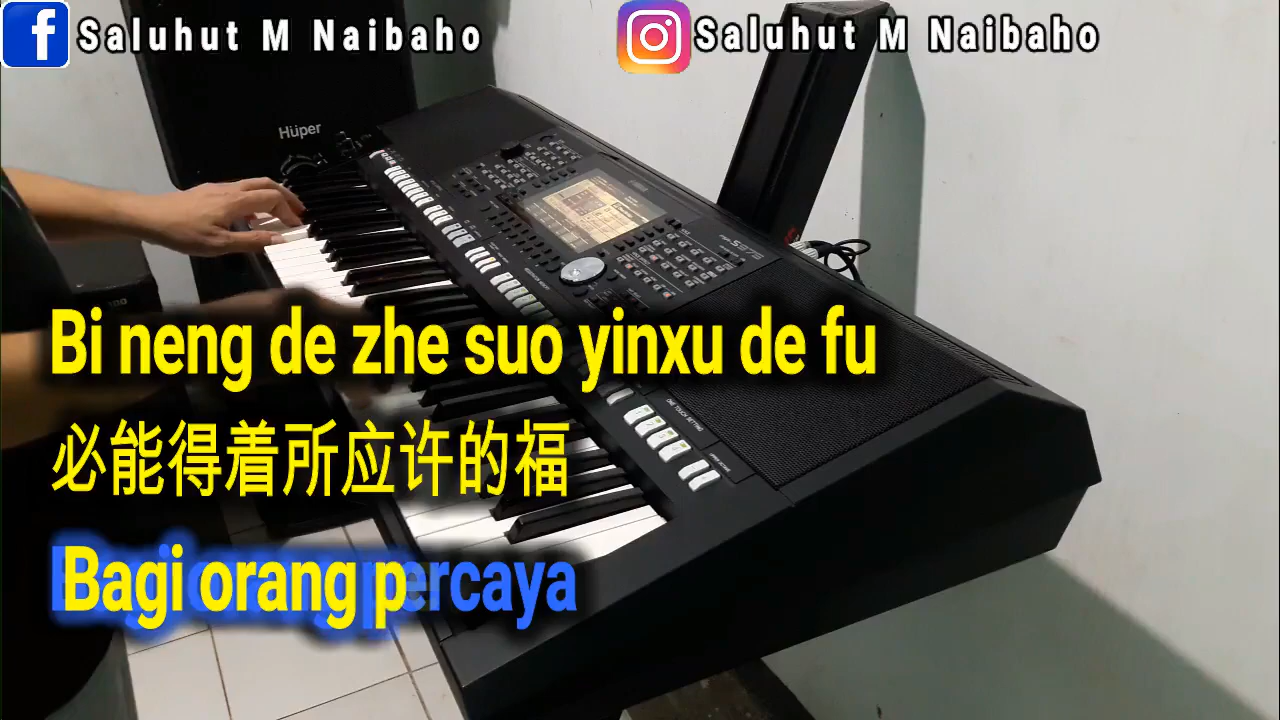 Saluhut M Naibaho
Saluhut M Naibaho
Hüper
Bi neng de zhe suo yinxu de fu
必能得着所应许的福
Bagi orang percaya